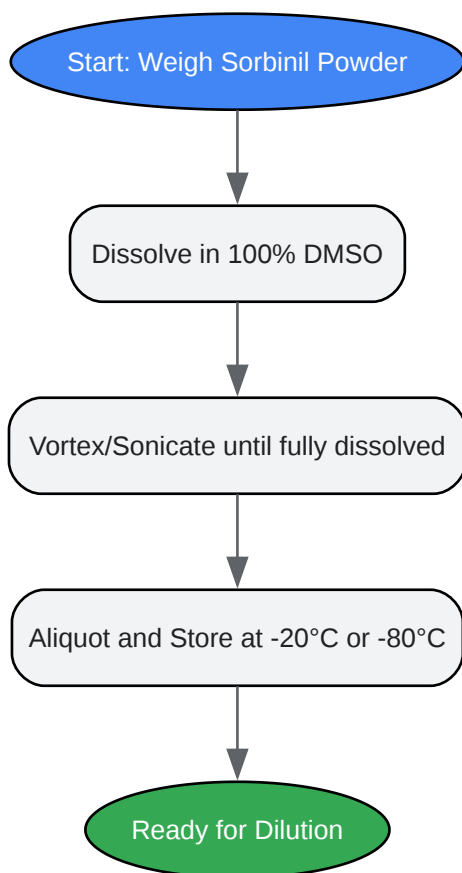 Start: Weigh Sorbinil Powder
Dissolve in 100% DMSO
Vortex/Sonicate until fully dissolved
Aliquot and Store at -20°C or -80°C
Ready for Dilution